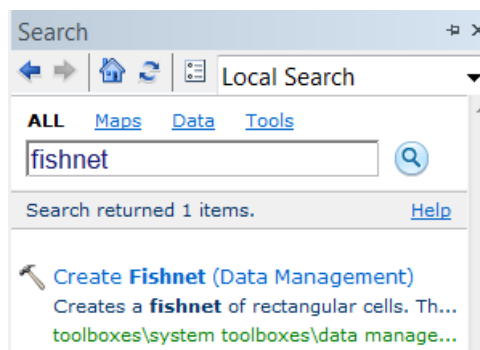 Search
Local Search
ALL Maps Data Tools
fishnet
Search returned 1 items. Help
Create Fishnet (Data Management)
Creates a fishnet of rectangular cells. Th...
toolboxes\system toolboxes\data manage...